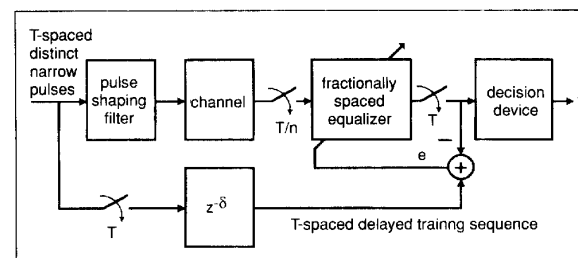 T-spaced
distinct
narrow
pulses
pulse
shaping
filter
channel
T/n
fractionally
spaced
equalizer
T
decision
device
e
+
T
z-δ
T-spaced delayed trainng sequence